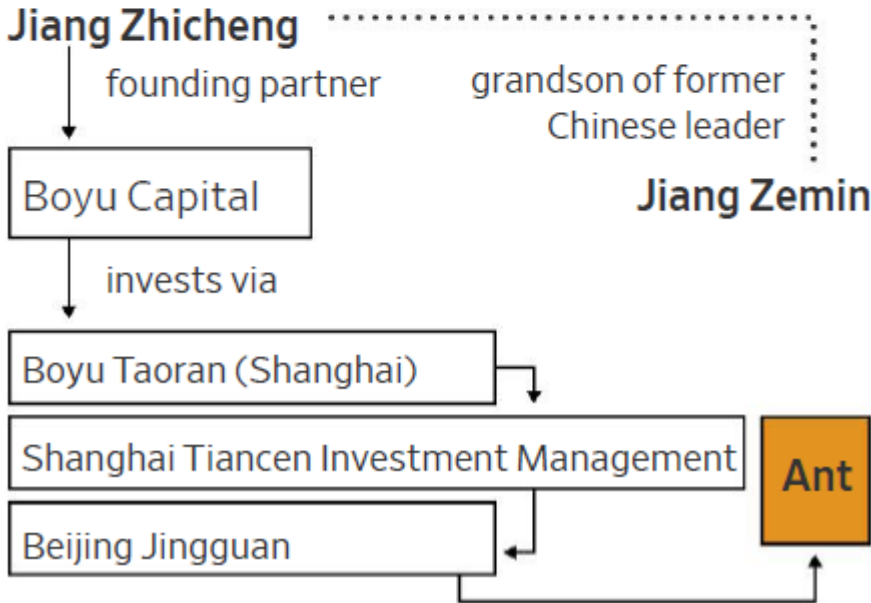 Jiang Zhicheng
founding partner
grandson of former
Chinese leader
Jiang Zemin
Boyu Capital
invests via
Boyu Taoran (Shanghai)
Shanghai Tiancen Investment Management
Ant
Beijing Jingguan